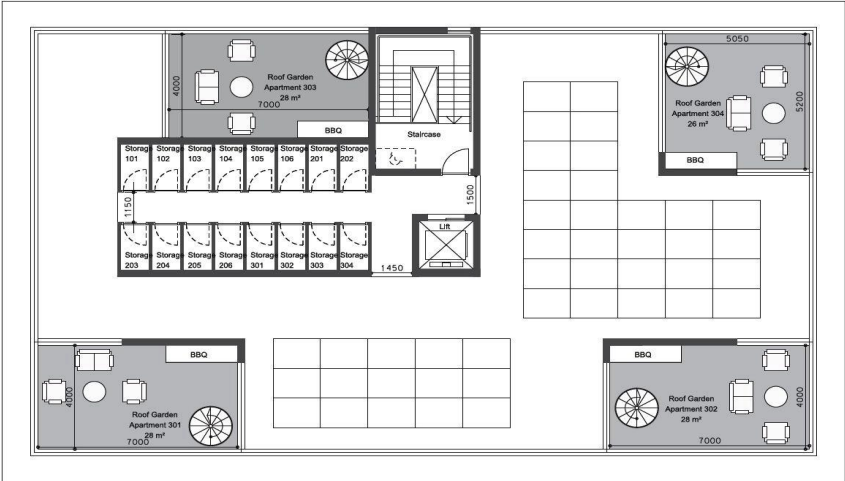 5050
4000
Roof Garden
Apartment 303
28 m²
7000
BBQ
Staircase
Roof Garden
Apartment 304
26 m²
5200
BBQ
Storage
101
Storage
102
Storage
103
Storage
104
Storage
105
Storage
106
Storage
201
Storage
202
1150
1500
Lift
Storage
203
Storage
204
Storage
205
Storage
206
Storage
301
Storage
302
Storage
303
Storage
304
1450
BBQ
4000
Roof Garden
Apartment 301
28 m²
7000
BBQ
Roof Garden
Apartment 302
28 m²
4000
7000